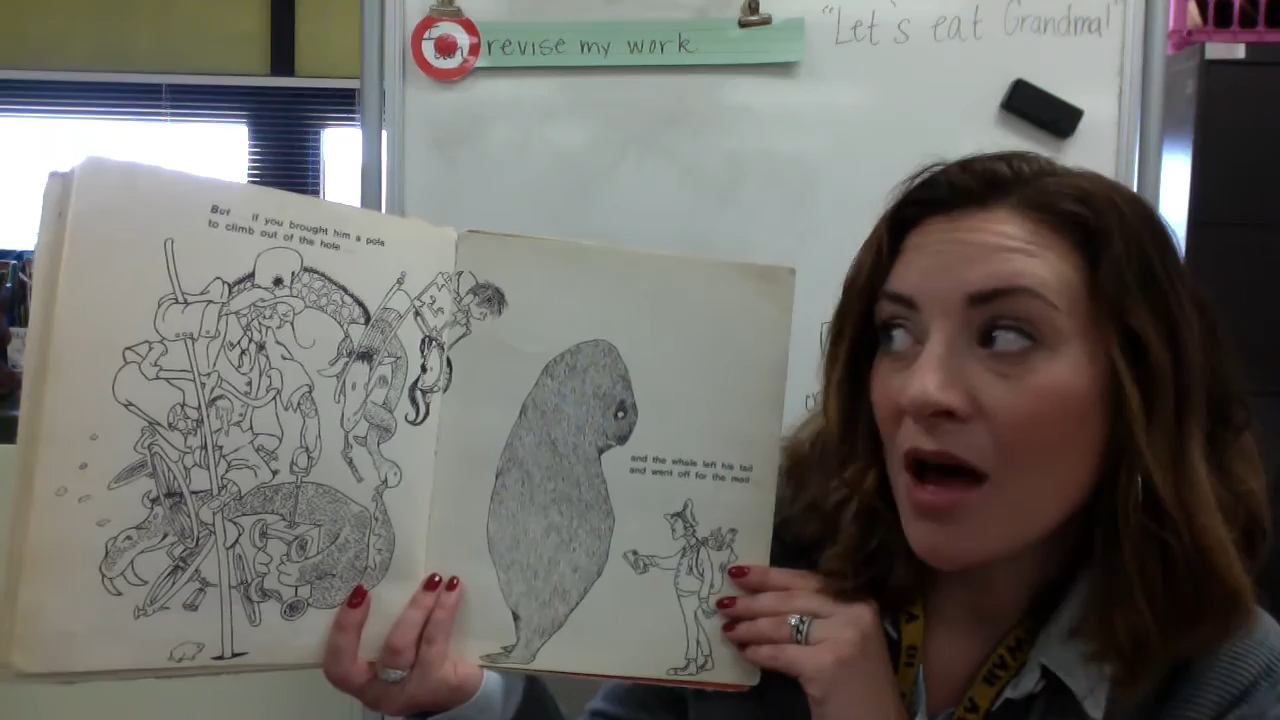 I can revise my work
"Let's eat Grandma!"
But if you brought him a pole
to climb out of the hole
and the whale left his tail
and went off for the mail